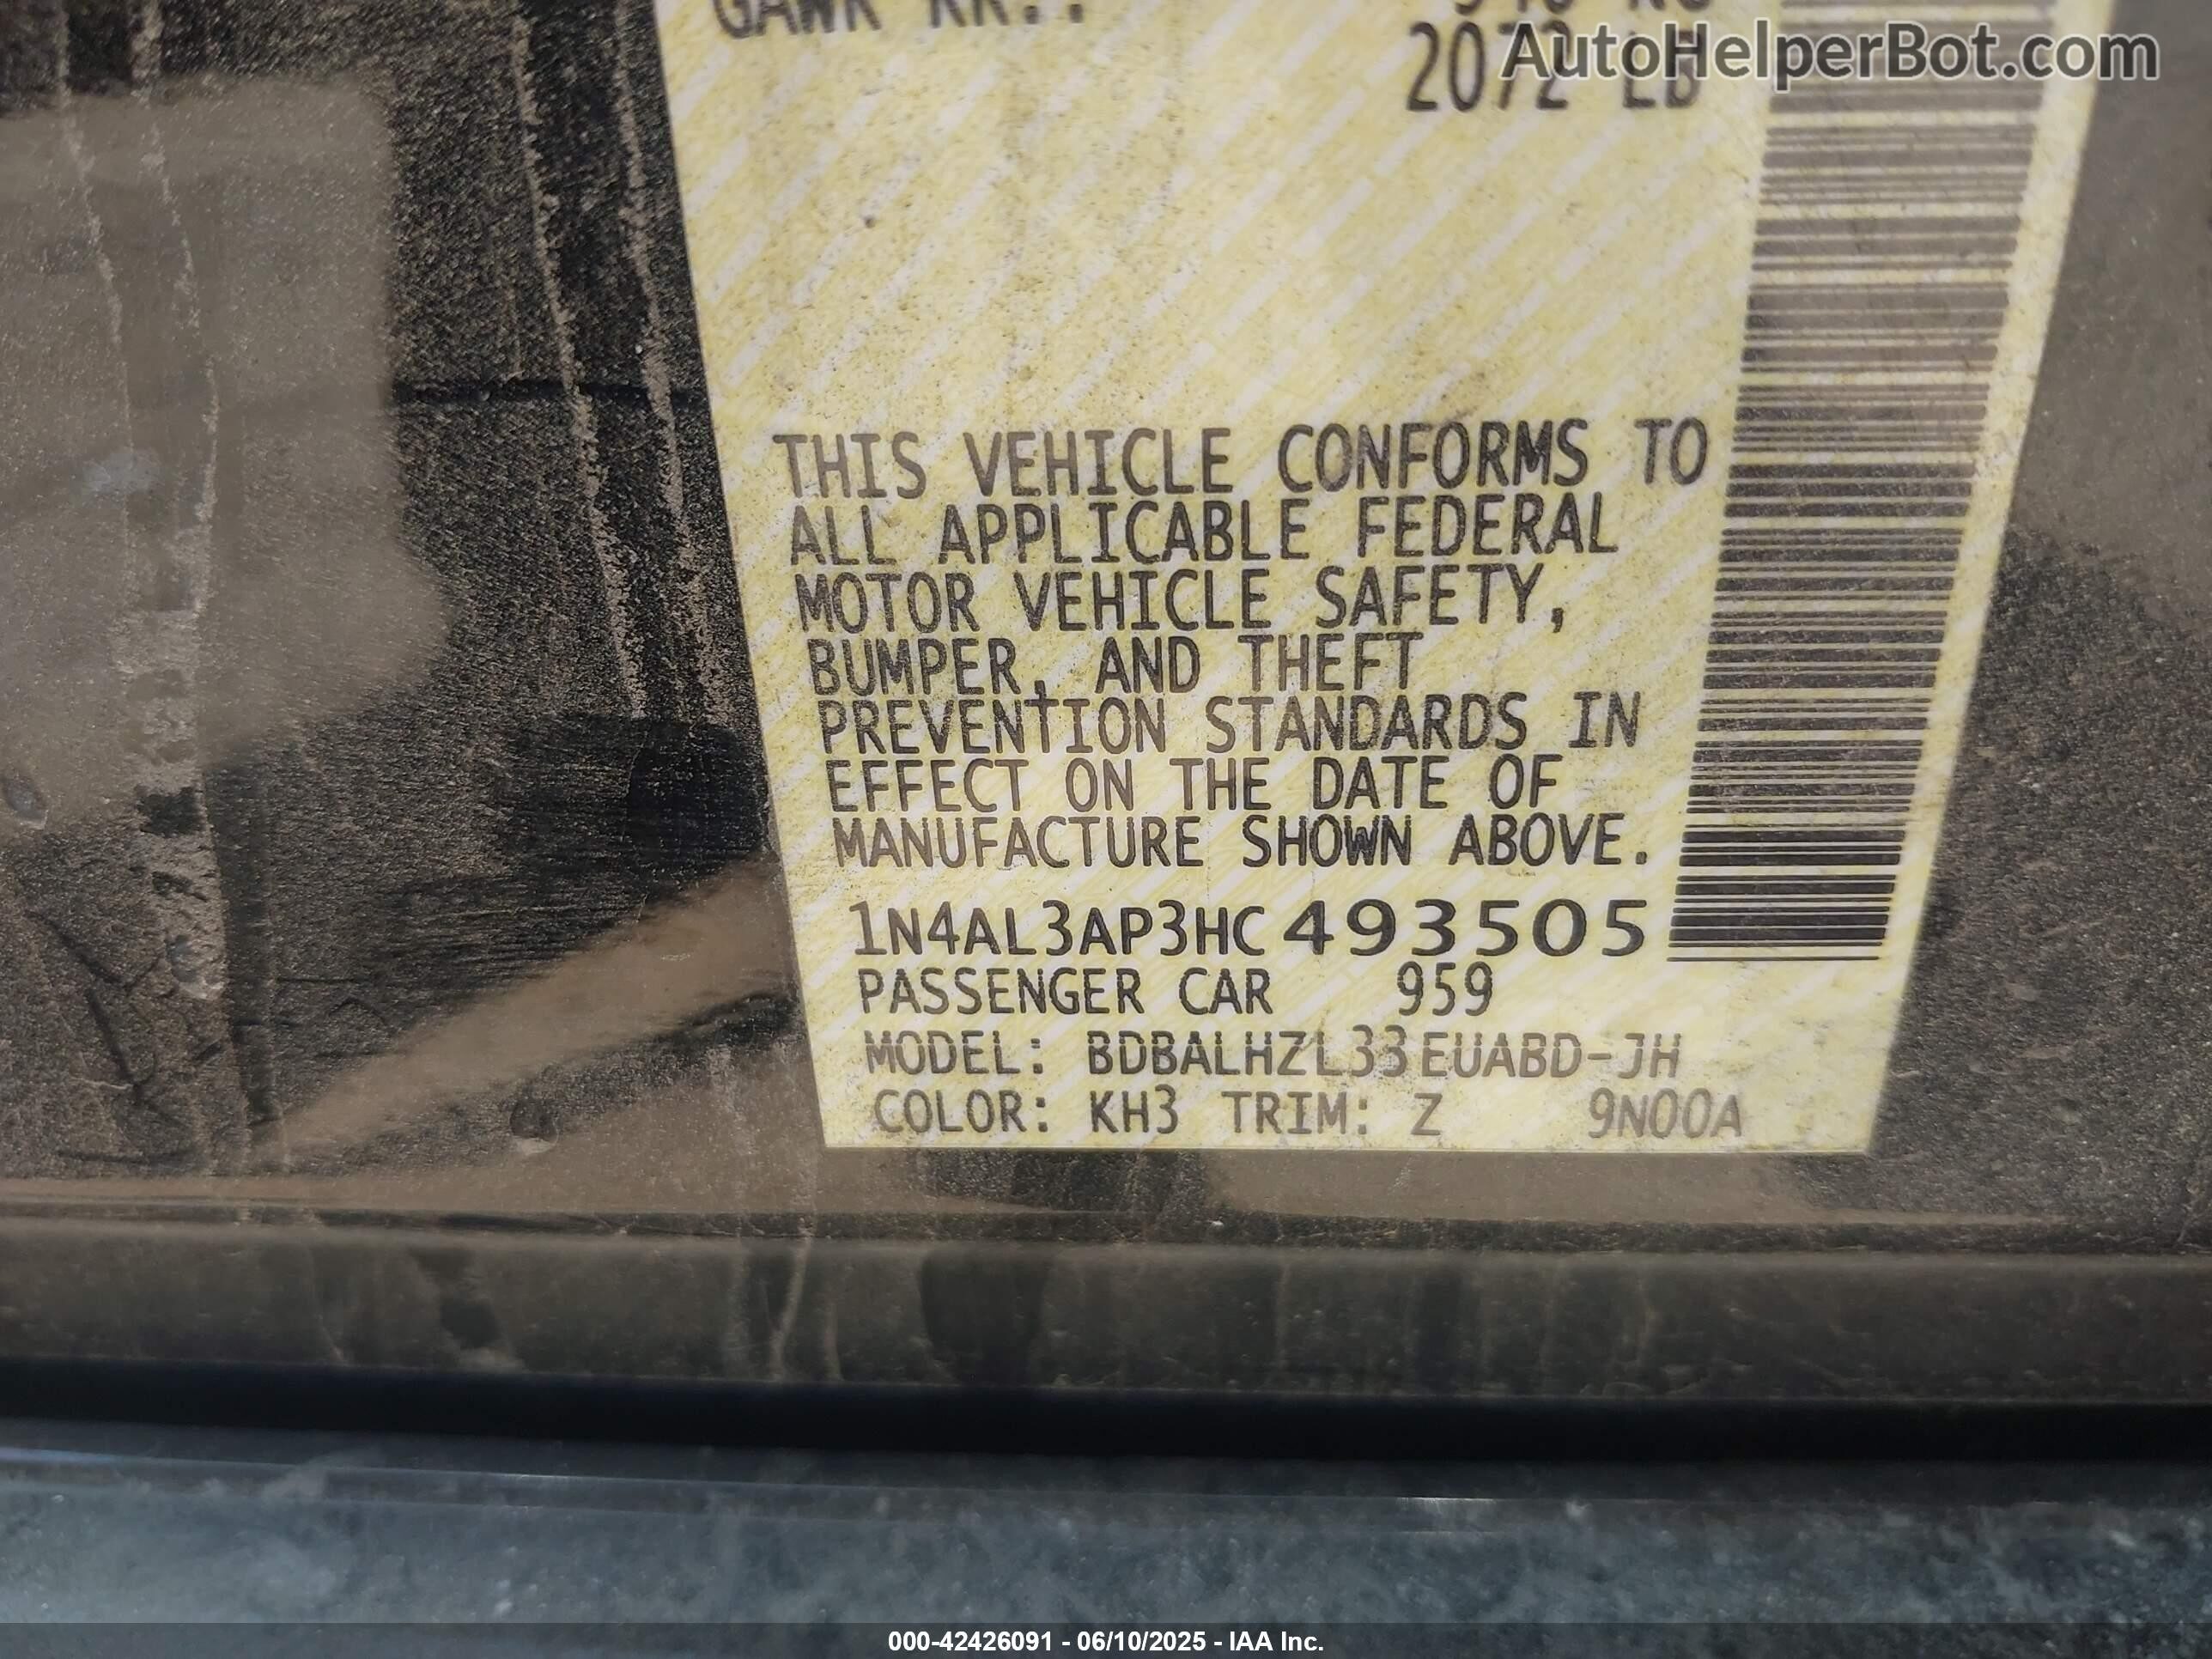 GAWR RR.:
2072 LB
AutoHelperBot.com
THIS VEHICLE CONFORMS TO
ALL APPLICABLE FEDERAL
MOTOR VEHICLE SAFETY,
BUMPER, AND THEFT
PREVENTION STANDARDS IN
EFFECT ON THE DATE OF
MANUFACTURE SHOWN ABOVE.
1N4AL3AP3HC493505
PASSENGER CAR 959
MODEL: BDBALHZL33EUABD-JH
COLOR: KH3 TRIM: Z 9N00A
000-42426091 - 06/10/2025 - IAA Inc.